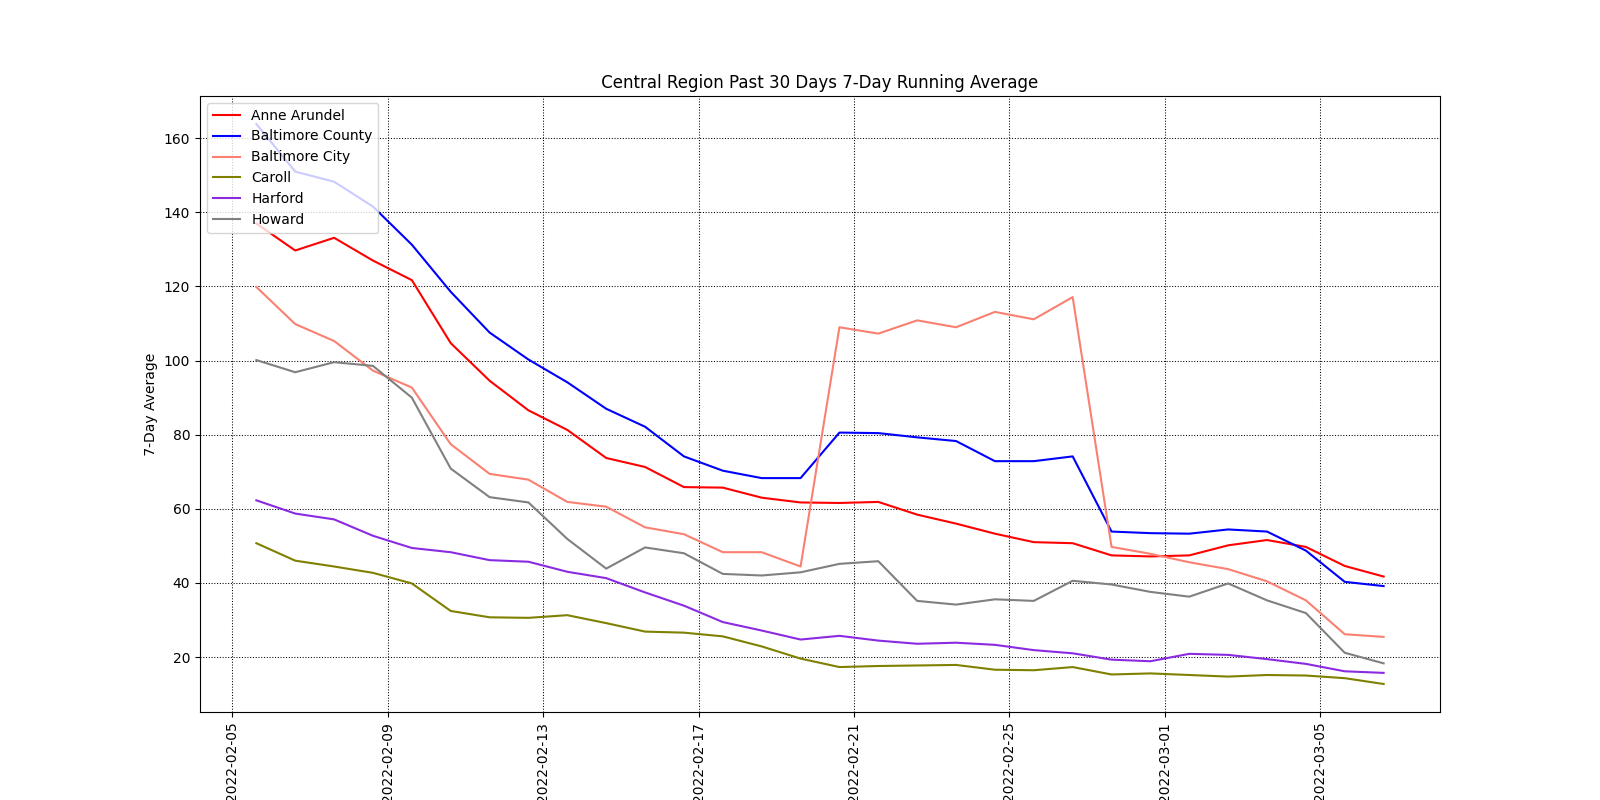 Central Region Past 30 Days 7-Day Running Average
Anne Arundel
Baltimore County
Baltimore City
Caroll
Harford
Howard
7-Day Average
160
140
120
100
80
60
40
20
2022-02-05
2022-02-09
2022-02-13
2022-02-17
2022-02-21
2022-02-25
2022-03-01
2022-03-05